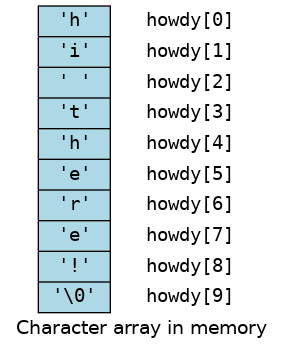 'h' howdy[0]
'i' howdy[1]
' ' howdy[2]
't' howdy[3]
'h' howdy[4]
'e' howdy[5]
'r' howdy[6]
'e' howdy[7]
'!' howdy[8]
'\0' howdy[9]
Character array in memory